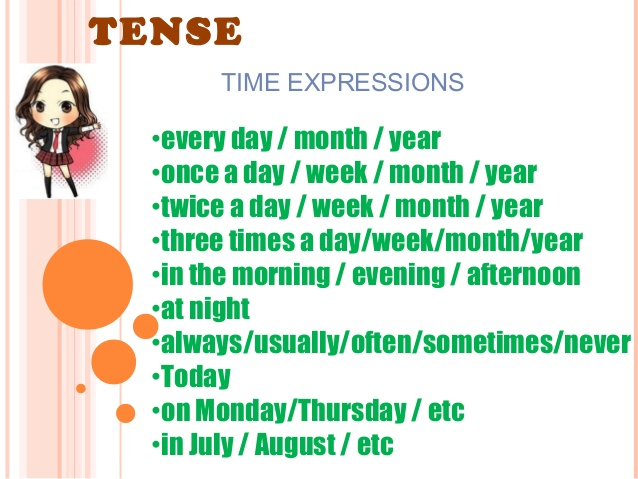 TENSE
TIME EXPRESSIONS
•every day / month / year
•once a day / week / month / year
•twice a day / week / month / year
•three times a day/week/month/year
•in the morning / evening / afternoon
•at night
•always/usually/often/sometimes/never
•Today
•on Monday/Thursday / etc
•in July / August / etc